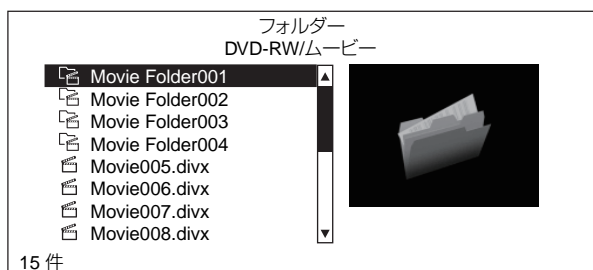 フォルダー
DVD-RW/ムービー
Movie Folder001
Movie Folder002
Movie Folder003
Movie Folder004
Movie005.divx
Movie006.divx
Movie007.divx
Movie008.divx
15 件